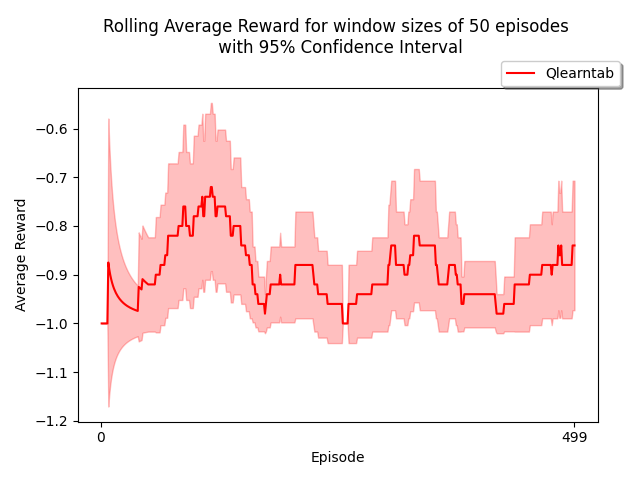 Rolling Average Reward for window sizes of 50 episodes
with 95% Confidence Interval
Qlearntab
−0.6
−0.7
−0.8
−0.9
−1.0
−1.1
−1.2
Average Reward
0
499
Episode